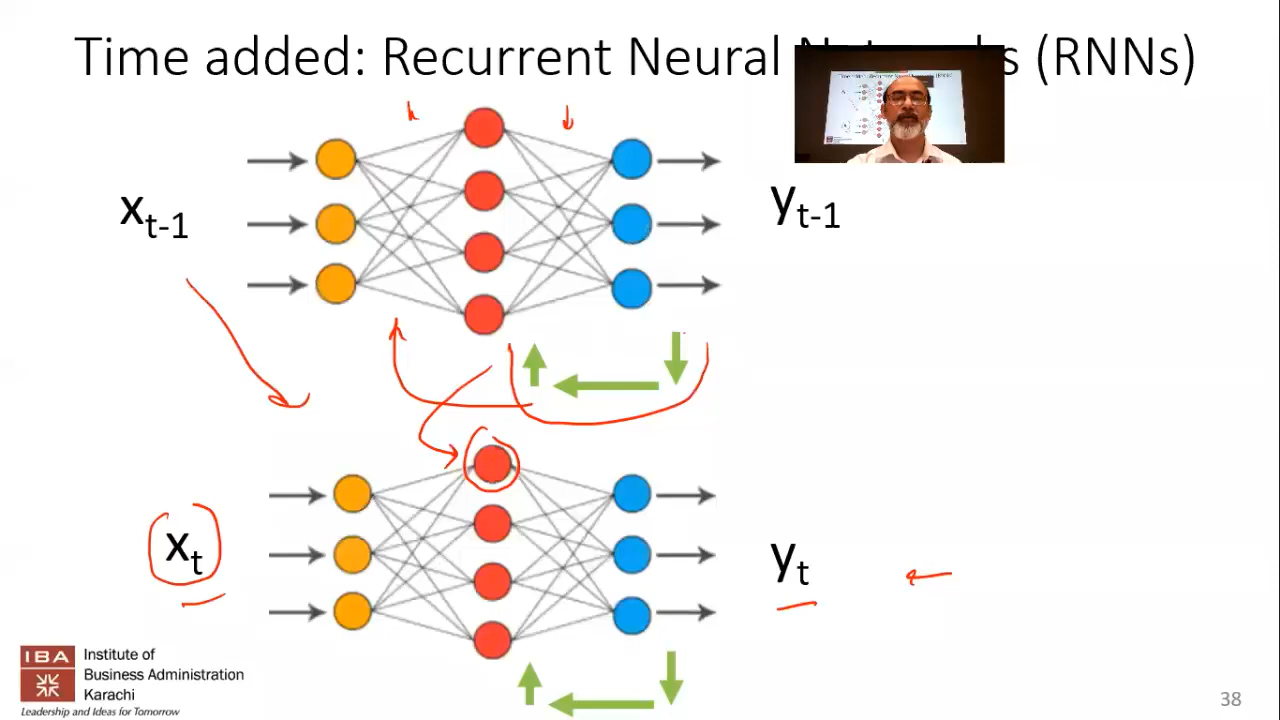 Time added: Recurrent Neural N s (RNNs)
x t-1
y t-1
x t
y t
IBA
Institute of
Business Administration
Karachi
Leadership and Ideas for Tomorrow
38